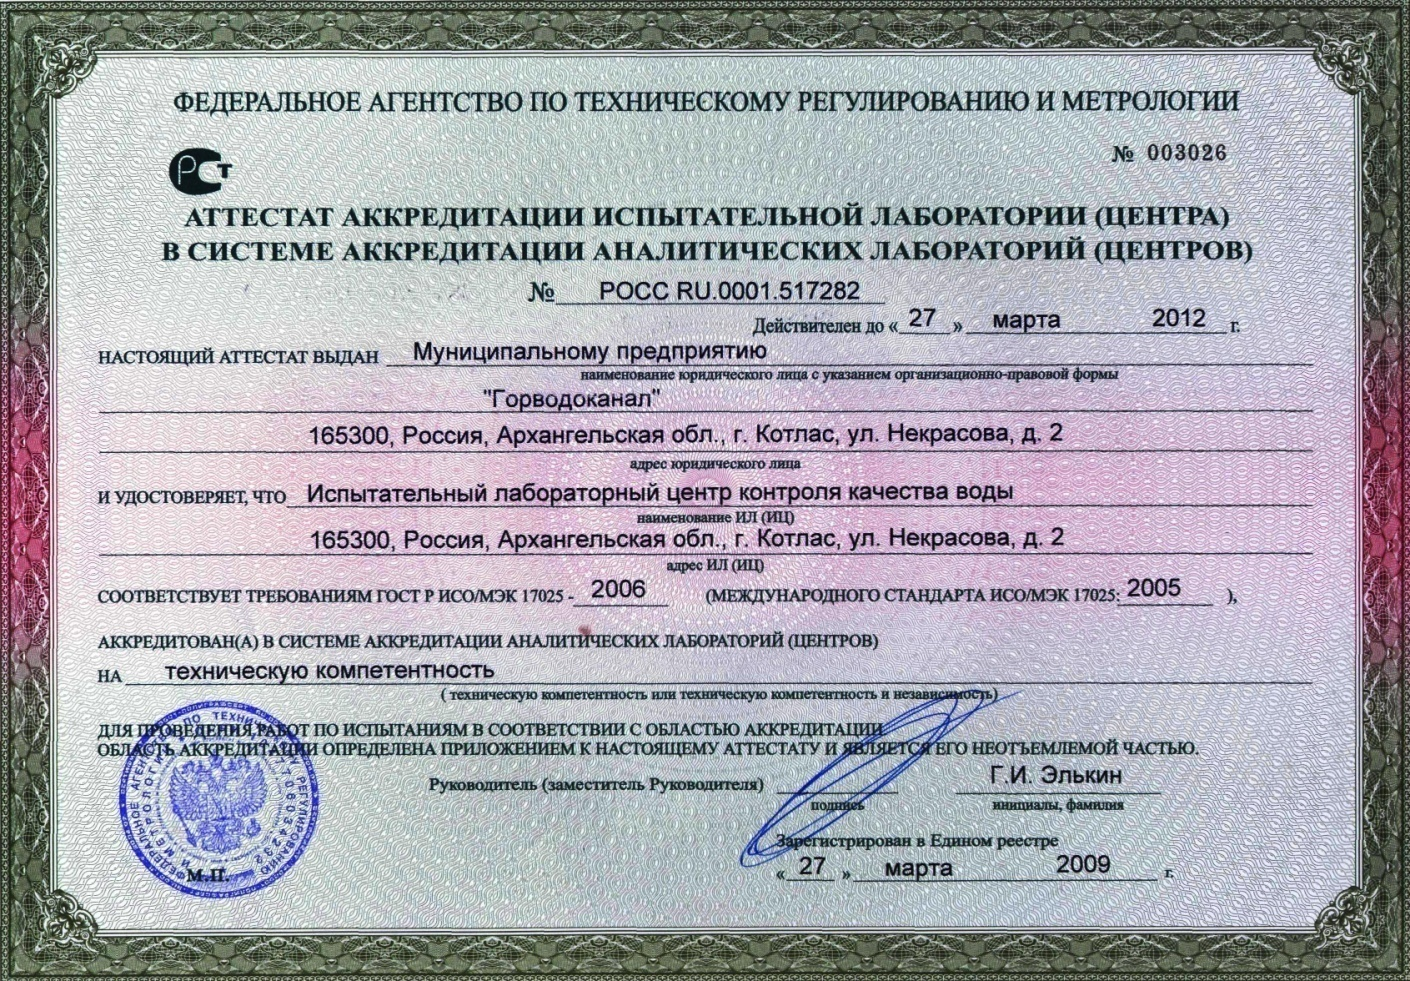 ФЕДЕРАЛЬНОЕ АГЕНТСТВО ПО ТЕХНИЧЕСКОМУ РЕГУЛИРОВАНИЮ И МЕТРОЛОГИИ
РСТ
№ 003026
АТТЕСТАТ АККРЕДИТАЦИИ ИСПЫТАТЕЛЬНОЙ ЛАБОРАТОРИИ (ЦЕНТРА)
В СИСТЕМЕ АККРЕДИТАЦИИ АНАЛИТИЧЕСКИХ ЛАБОРАТОРИЙ (ЦЕНТРОВ)
№ РОСС RU.0001.517282
Действителен до « 27 » марта 2012 г.
НАСТОЯЩИЙ АТТЕСТАТ ВЫДАН Муниципальному предприятию
наименование юридического лица с указанием организационно-правовой формы
"Горводоканал"
165300, Россия, Архангельская обл., г. Котлас, ул. Некрасова, д. 2
адрес юридического лица
И УДОСТОВЕРЯЕТ, ЧТО Испытательный лабораторный центр контроля качества воды
наименование ИЛ (ИЦ)
165300, Россия, Архангельская обл., г. Котлас, ул. Некрасова, д. 2
адрес ИЛ (ИЦ)
СООТВЕТСТВУЕТ ТРЕБОВАНИЯМ ГОСТ Р ИСО/МЭК 17025 - 2006 (МЕЖДУНАРОДНОГО СТАНДАРТА ИСО/МЭК 17025: 2005 ),
АККРЕДИТОВАН(А) В СИСТЕМЕ АККРЕДИТАЦИИ АНАЛИТИЧЕСКИХ ЛАБОРАТОРИЙ (ЦЕНТРОВ)
НА техническую компетентность
( техническую компетентность или техническую компетентность и независимость)
ДЛЯ ПРОВЕДЕНИЯ РАБОТ ПО ИСПЫТАНИЯМ В СООТВЕТСТВИИ С ОБЛАСТЬЮ АККРЕДИТАЦИИ.
ОБЛАСТЬ АККРЕДИТАЦИИ ОПРЕДЕЛЕНА ПРИЛОЖЕНИЕМ К НАСТОЯЩЕМУ АТТЕСТАТУ И ЯВЛЯЕТСЯ ЕГО НЕОТЪЕМЛЕМОЙ ЧАСТЬЮ.
Руководитель (заместитель Руководителя) Г.И. Элькин
подпись инициалы, фамилия
Зарегистрирован в Едином реестре
« 27 » марта 2009 г.
ФЕДЕРАЛЬНОЕ АГЕНТСТВО ПО ТЕХНИЧЕСКОМУ РЕГУЛИРОВАНИЮ И МЕТРОЛОГИИ
М.П.